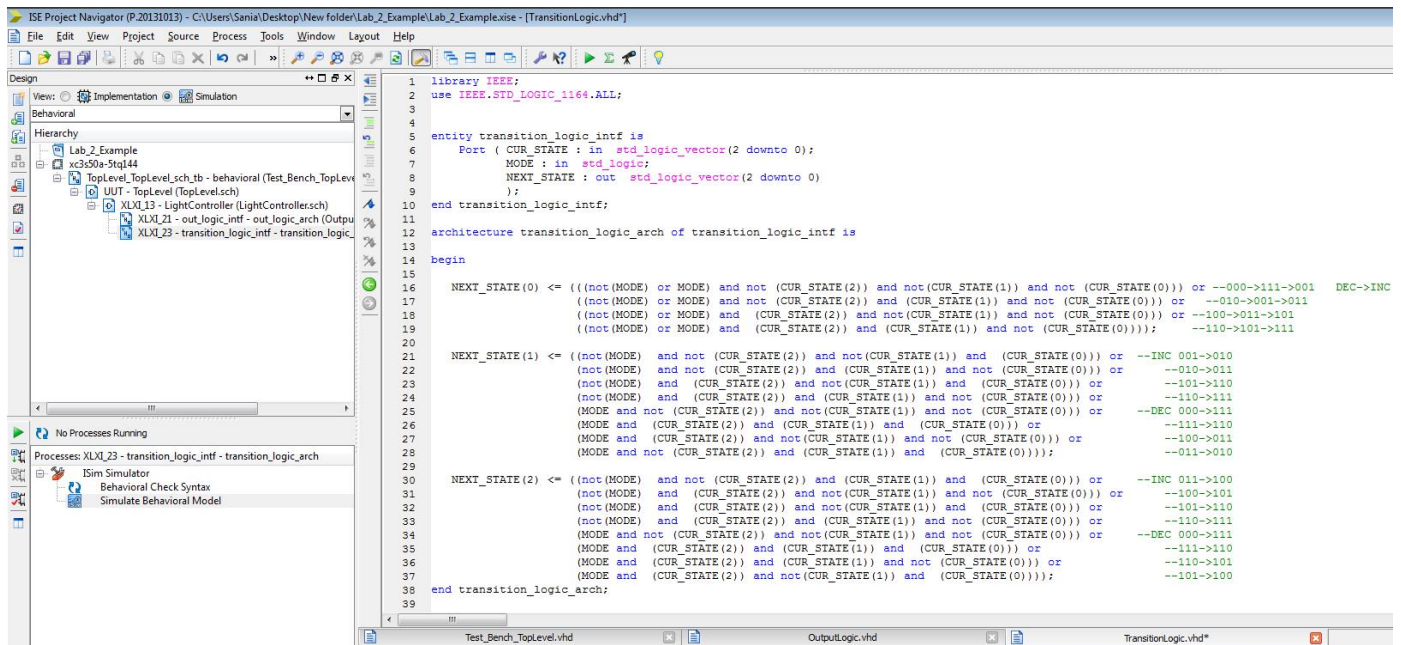 ISE Project Navigator (P.20131013) - C:\Users\Sania\Desktop\New folder\Lab_2_Example\Lab_2_Example.xise - [TransitionLogic.vhd*]
File Edit View Project Source Process Tools Window Layout Help
Design
View: Implementation Simulation
Behavioral
Hierarchy
Lab_2_Example
xc3s50a-5tq144
TopLevel_TopLevel_sch_tb - behavioral (Test_Bench_TopLeve
UUT - TopLevel (TopLevel.sch)
XLXI_13 - LightController (LightController.sch)
XLXI_21 - out_logic_intf - out_logic_arch (Outpu
XLXI_23 - transition_logic_intf - transition_logic_
No Processes Running
Processes: XLXI_23 - transition_logic_intf - transition_logic_arch
ISim Simulator
Behavioral Check Syntax
Simulate Behavioral Model
1 library IEEE;
2 use IEEE.STD_LOGIC_1164.ALL;
3
4
5 entity transition_logic_intf is
6 Port ( CUR_STATE : in std_logic_vector(2 downto 0);
7 MODE : in std_logic;
8 NEXT_STATE : out std_logic_vector(2 downto 0)
9 );
10 end transition_logic_intf;
11
12 architecture transition_logic_arch of transition_logic_intf is
13
14 begin
15
16 NEXT_STATE(0) <= (((not(MODE) or MODE) and not (CUR_STATE(2)) and not(CUR_STATE(1)) and not (CUR_STATE(0))) or --000->111->001 DEC->INC
17 ((not(MODE) or MODE) and not (CUR_STATE(2)) and (CUR_STATE(1)) and not (CUR_STATE(0))) or --010->001->011
18 ((not(MODE) or MODE) and (CUR_STATE(2)) and not(CUR_STATE(1)) and not (CUR_STATE(0))) or --100->011->101
19 ((not(MODE) or MODE) and (CUR_STATE(2)) and (CUR_STATE(1)) and not (CUR_STATE(0)))); --110->101->111
20
21 NEXT_STATE(1) <= ((not(MODE) and not (CUR_STATE(2)) and not(CUR_STATE(1)) and (CUR_STATE(0))) or --INC 001->010
22 (not(MODE) and not (CUR_STATE(2)) and (CUR_STATE(1)) and not (CUR_STATE(0))) or --010->011
23 (not(MODE) and (CUR_STATE(2)) and not(CUR_STATE(1)) and (CUR_STATE(0))) or --101->110
24 (not(MODE) and (CUR_STATE(2)) and (CUR_STATE(1)) and not (CUR_STATE(0))) or --110->111
25 (MODE and not (CUR_STATE(2)) and not(CUR_STATE(1)) and not (CUR_STATE(0))) or --DEC 000->111
26 (MODE and (CUR_STATE(2)) and (CUR_STATE(1)) and (CUR_STATE(0))) or --111->110
27 (MODE and (CUR_STATE(2)) and not(CUR_STATE(1)) and not (CUR_STATE(0))) or --100->011
28 (MODE and not (CUR_STATE(2)) and (CUR_STATE(1)) and (CUR_STATE(0)))); --011->010
29
30 NEXT_STATE(2) <= ((not(MODE) and not (CUR_STATE(2)) and (CUR_STATE(1)) and (CUR_STATE(0))) or --INC 011->100
31 (not(MODE) and (CUR_STATE(2)) and not(CUR_STATE(1)) and not (CUR_STATE(0))) or --100->101
32 (not(MODE) and (CUR_STATE(2)) and not(CUR_STATE(1)) and (CUR_STATE(0))) or --101->110
33 (not(MODE) and (CUR_STATE(2)) and (CUR_STATE(1)) and not (CUR_STATE(0))) or --110->111
34 (MODE and not (CUR_STATE(2)) and not(CUR_STATE(1)) and not (CUR_STATE(0))) or --DEC 000->111
35 (MODE and (CUR_STATE(2)) and (CUR_STATE(1)) and (CUR_STATE(0))) or --111->110
36 (MODE and (CUR_STATE(2)) and (CUR_STATE(1)) and not (CUR_STATE(0))) or --110->101
37 (MODE and (CUR_STATE(2)) and not(CUR_STATE(1)) and (CUR_STATE(0)))); --101->100
38 end transition_logic_arch;
39
Test_Bench_TopLevel.vhd OutputLogic.vhd TransitionLogic.vhd*